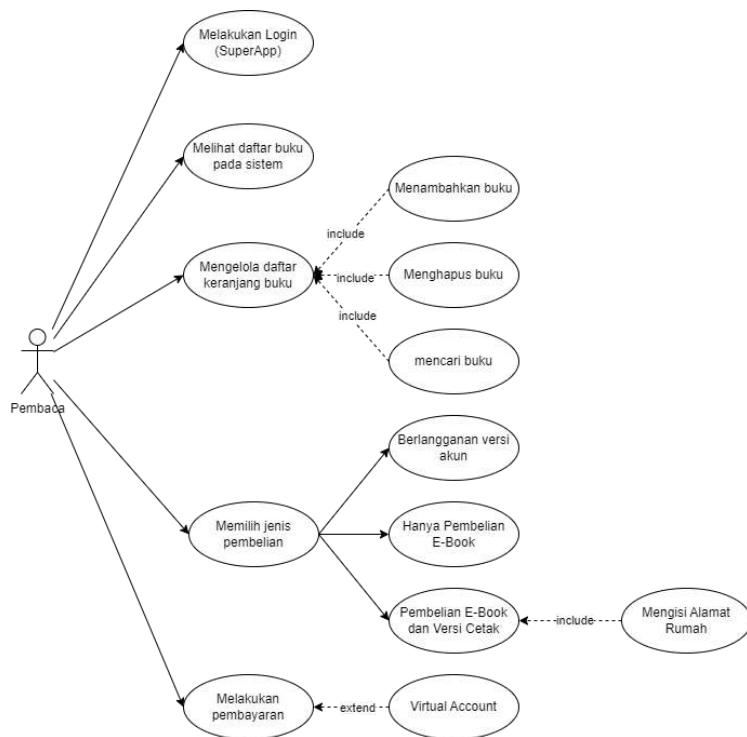 Melakukan Login
(SuperApp)
Melihat daftar buku
pada sistem
Menambahkan buku
include
Mengelola daftar
keranjang buku
include
Menghapus buku
include
mencari buku
Pembaca
Berlangganan versi
akun
Memilih jenis
pembelian
Hanya Pembelian
E-Book
Pembelian E-Book
dan Versi Cetak
include
Mengisi Alamat
Rumah
Melakukan
pembayaran
extend
Virtual Account